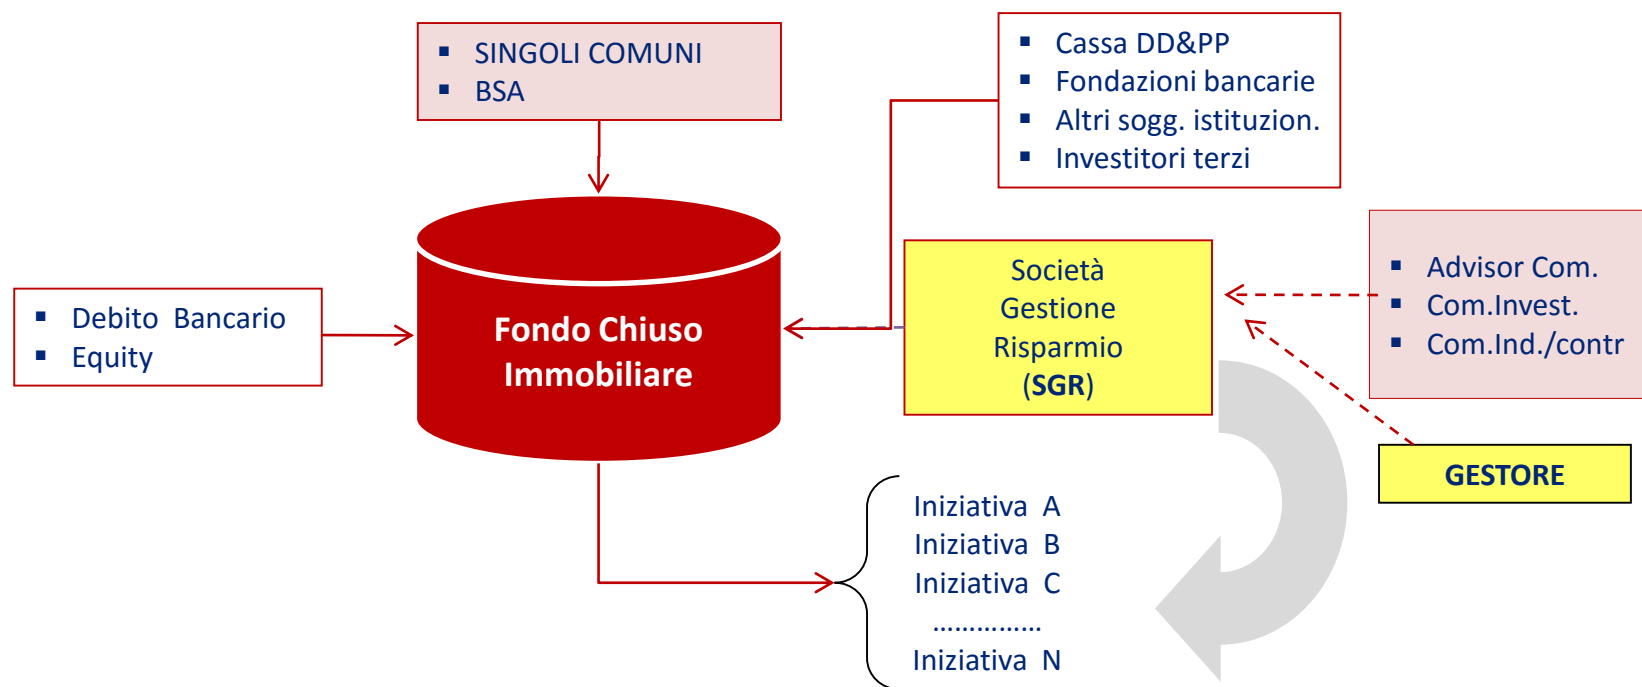 ▪ SINGOLI COMUNI
▪ BSA
▪ Cassa DD&PP
▪ Fondazioni bancarie
▪ Altri sogg. istituzion.
▪ Investitori terzi
▪ Debito Bancario
▪ Equity
Fondo Chiuso
Immobiliare
Società
Gestione
Risparmio
(SGR)
▪ Advisor Com.
▪ Com.Invest.
▪ Com.Ind./contr
GESTORE
Iniziativa A
Iniziativa B
Iniziativa C
……………
Iniziativa N